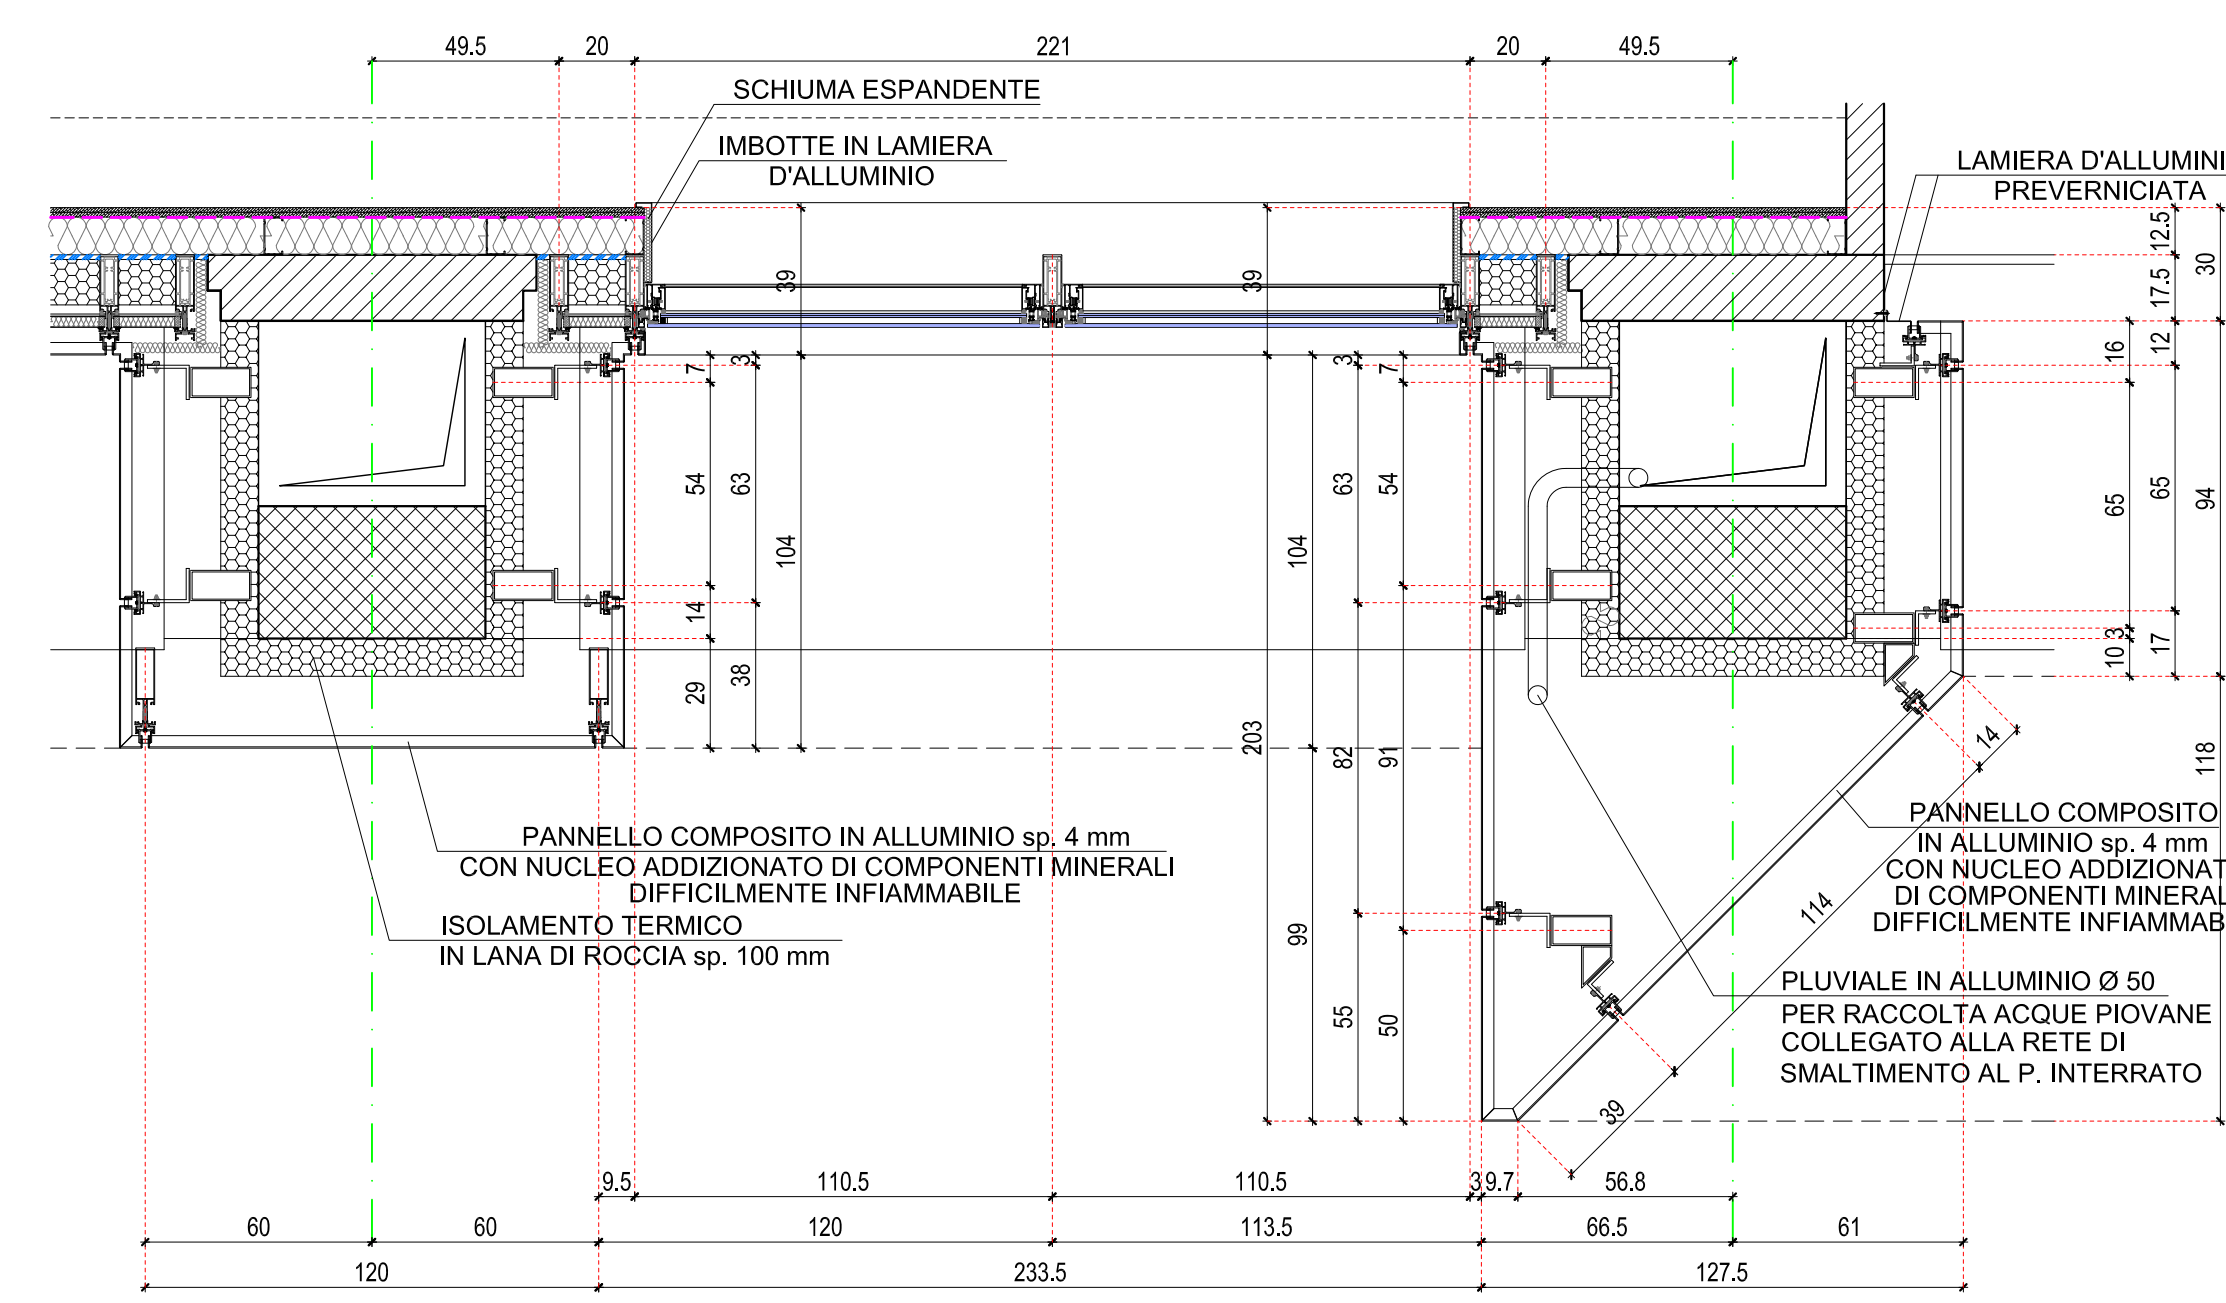 49.5 20 221 20 49.5
SCHIUMA ESPANDENTE
IMBOTTE IN LAMIERA
D'ALLUMINIO
LAMIERA D'ALLUMINI
PREVERNICIATA
39
39
12.5
17.5
30
3
7
54
63
104
14
38
29
3
7
63
54
104
203
82
91
99
55
50
16
12
65
65
94
3
10
17
118
14
114
39
PANNELLO COMPOSITO IN ALLUMINIO sp. 4 mm
CON NUCLEO ADDIZIONATO DI COMPONENTI MINERALI
DIFFICILMENTE INFIAMMABILE
ISOLAMENTO TERMICO
IN LANA DI ROCCIA sp. 100 mm
PANNELLO COMPOSITO
IN ALLUMINIO sp. 4 mm
CON NUCLEO ADDIZIONAT
DI COMPONENTI MINERAL
DIFFICILMENTE INFIAMMAB
PLUVIALE IN ALLUMINIO Ø 50
PER RACCOLTA ACQUE PIOVANE
COLLEGATO ALLA RETE DI
SMALTIMENTO AL P. INTERRATO
9.5 110.5 110.5 3 9.7 56.8
60 60 120 113.5 66.5 61
120 233.5 127.5